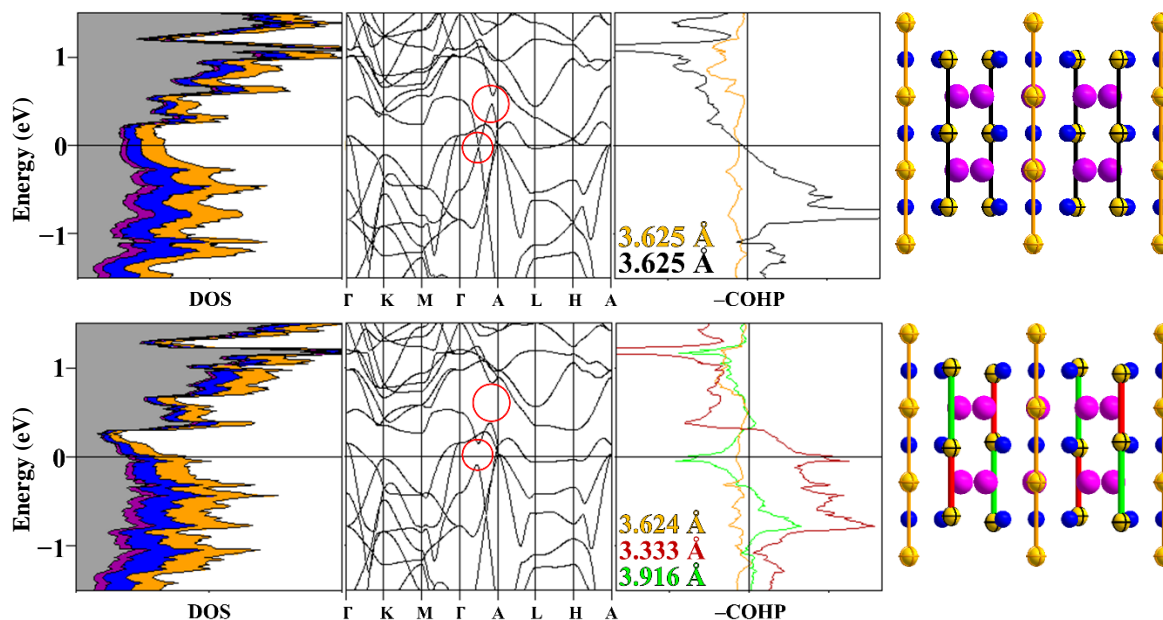 Energy (eV)
1
0
−1
3.625 Å
3.625 Å
DOS
Γ K M Γ A L H A
−COHP
Energy (eV)
1
0
−1
3.624 Å
3.333 Å
3.916 Å
DOS
Γ K M Γ A L H A
−COHP